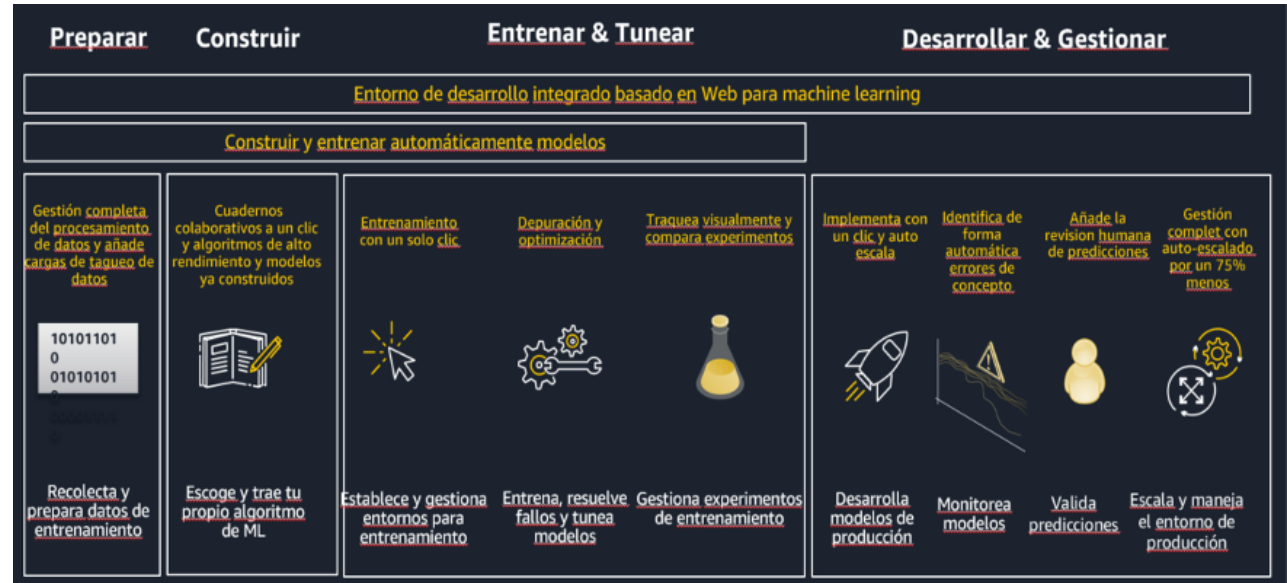 Preparar
Construir
Entrenar & Tunear
Desarrollar & Gestionar
Entorno de desarrollo integrado basado en Web para machine learning
Construir y entrenar automáticamente modelos
Gestión completa
del procesamiento
de datos y añade
cargas de tagueo de
datos
10101101
0
01010101
0
0
Recolecta y
prepara datos de
entrenamiento
Cuadernos
colaborativos a un clic
y algoritmos de alto
rendimiento y modelos
ya construidos
Escoge y trae tu
propio algoritmo
de ML
Entrenamiento
con un solo clic
Establece y gestiona
entornos para
entrenamiento
Depuración y
optimización
Entrena, resuelve
fallos y tunea
modelos
Traquea visualmente y
compara experimentos
Gestiona experimentos
de entrenamiento
Implementa con
un clic y auto
escala
Desarrolla
modelos de
producción
Identifica de
forma
automática
errores de
concepto
Monitorea
modelos
Añade la
revision humana
de predicciones
Valida
predicciones
Gestión
complet con
auto-escalado
por un 75%
menos
Escala y maneja
el entorno de
producción